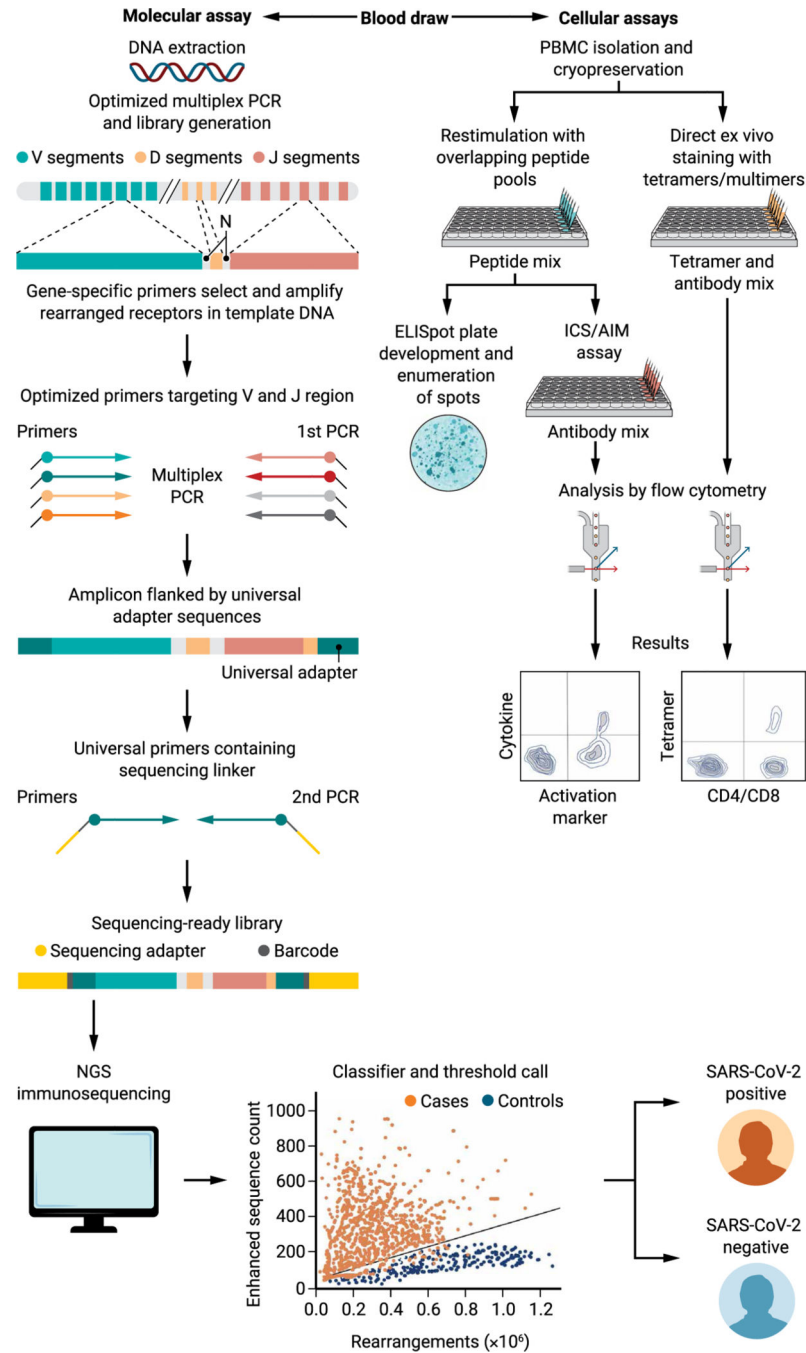 Molecular assay
Blood draw
Cellular assays
DNA extraction
Optimized multiplex PCR
and library generation
V segments
D segments
J segments
N
Gene-specific primers select and amplify
rearranged receptors in template DNA
Optimized primers targeting V and J region
Primers
1st PCR
Multiplex
PCR
Amplicon flanked by universal
adapter sequences
Universal adapter
Universal primers containing
sequencing linker
Primers
2nd PCR
Sequencing-ready library
Sequencing adapter
Barcode
PBMC isolation and
cryopreservation
Restimulation with
overlapping peptide
pools
Direct ex vivo
staining with
tetramers/multimers
Peptide mix
Tetramer and
antibody mix
ELISpot plate
development and
enumeration
of spots
ICS/AIM
assay
Antibody mix
Analysis by flow cytometry
Results
Cytokine
Activation
marker
Tetramer
CD4/CD8
NGS
immunosequencing
Classifier and threshold call
Cases
Controls
Enhanced sequence count
1000
800
600
400
200
0
0.0 0.2 0.4 0.6 0.8 1.0 1.2
Rearrangements (×10⁶)
SARS-CoV-2
positive
SARS-CoV-2
negative